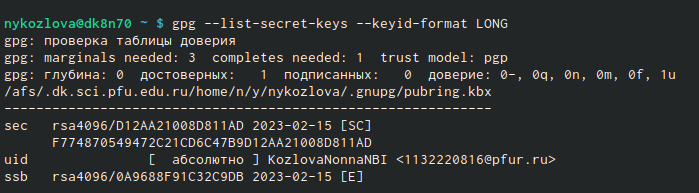 nykozlova@dk8n70 ~ $ gpg --list-secret-keys --keyid-format LONG
gpg: проверка таблицы доверия
gpg: marginals needed: 3  completes needed: 1  trust model: pgp
gpg: глубина: 0  достоверных:   1  подписанных:   0  доверие: 0-, 0q, 0n, 0m, 0f, 1u
/afs/.dk.sci.pfu.edu.ru/home/n/y/nykozlova/.gnupg/pubring.kbx
-------------------------------------------------------------
sec   rsa4096/D12AA21008D811AD 2023-02-15 [SC]
      F774870549472C21CD6C47B9D12AA21008D811AD
uid                 [  абсолютно ] KozlovaNonnaNBI <1132220816@pfur.ru>
ssb   rsa4096/0A9688F91C32C9DB 2023-02-15 [E]